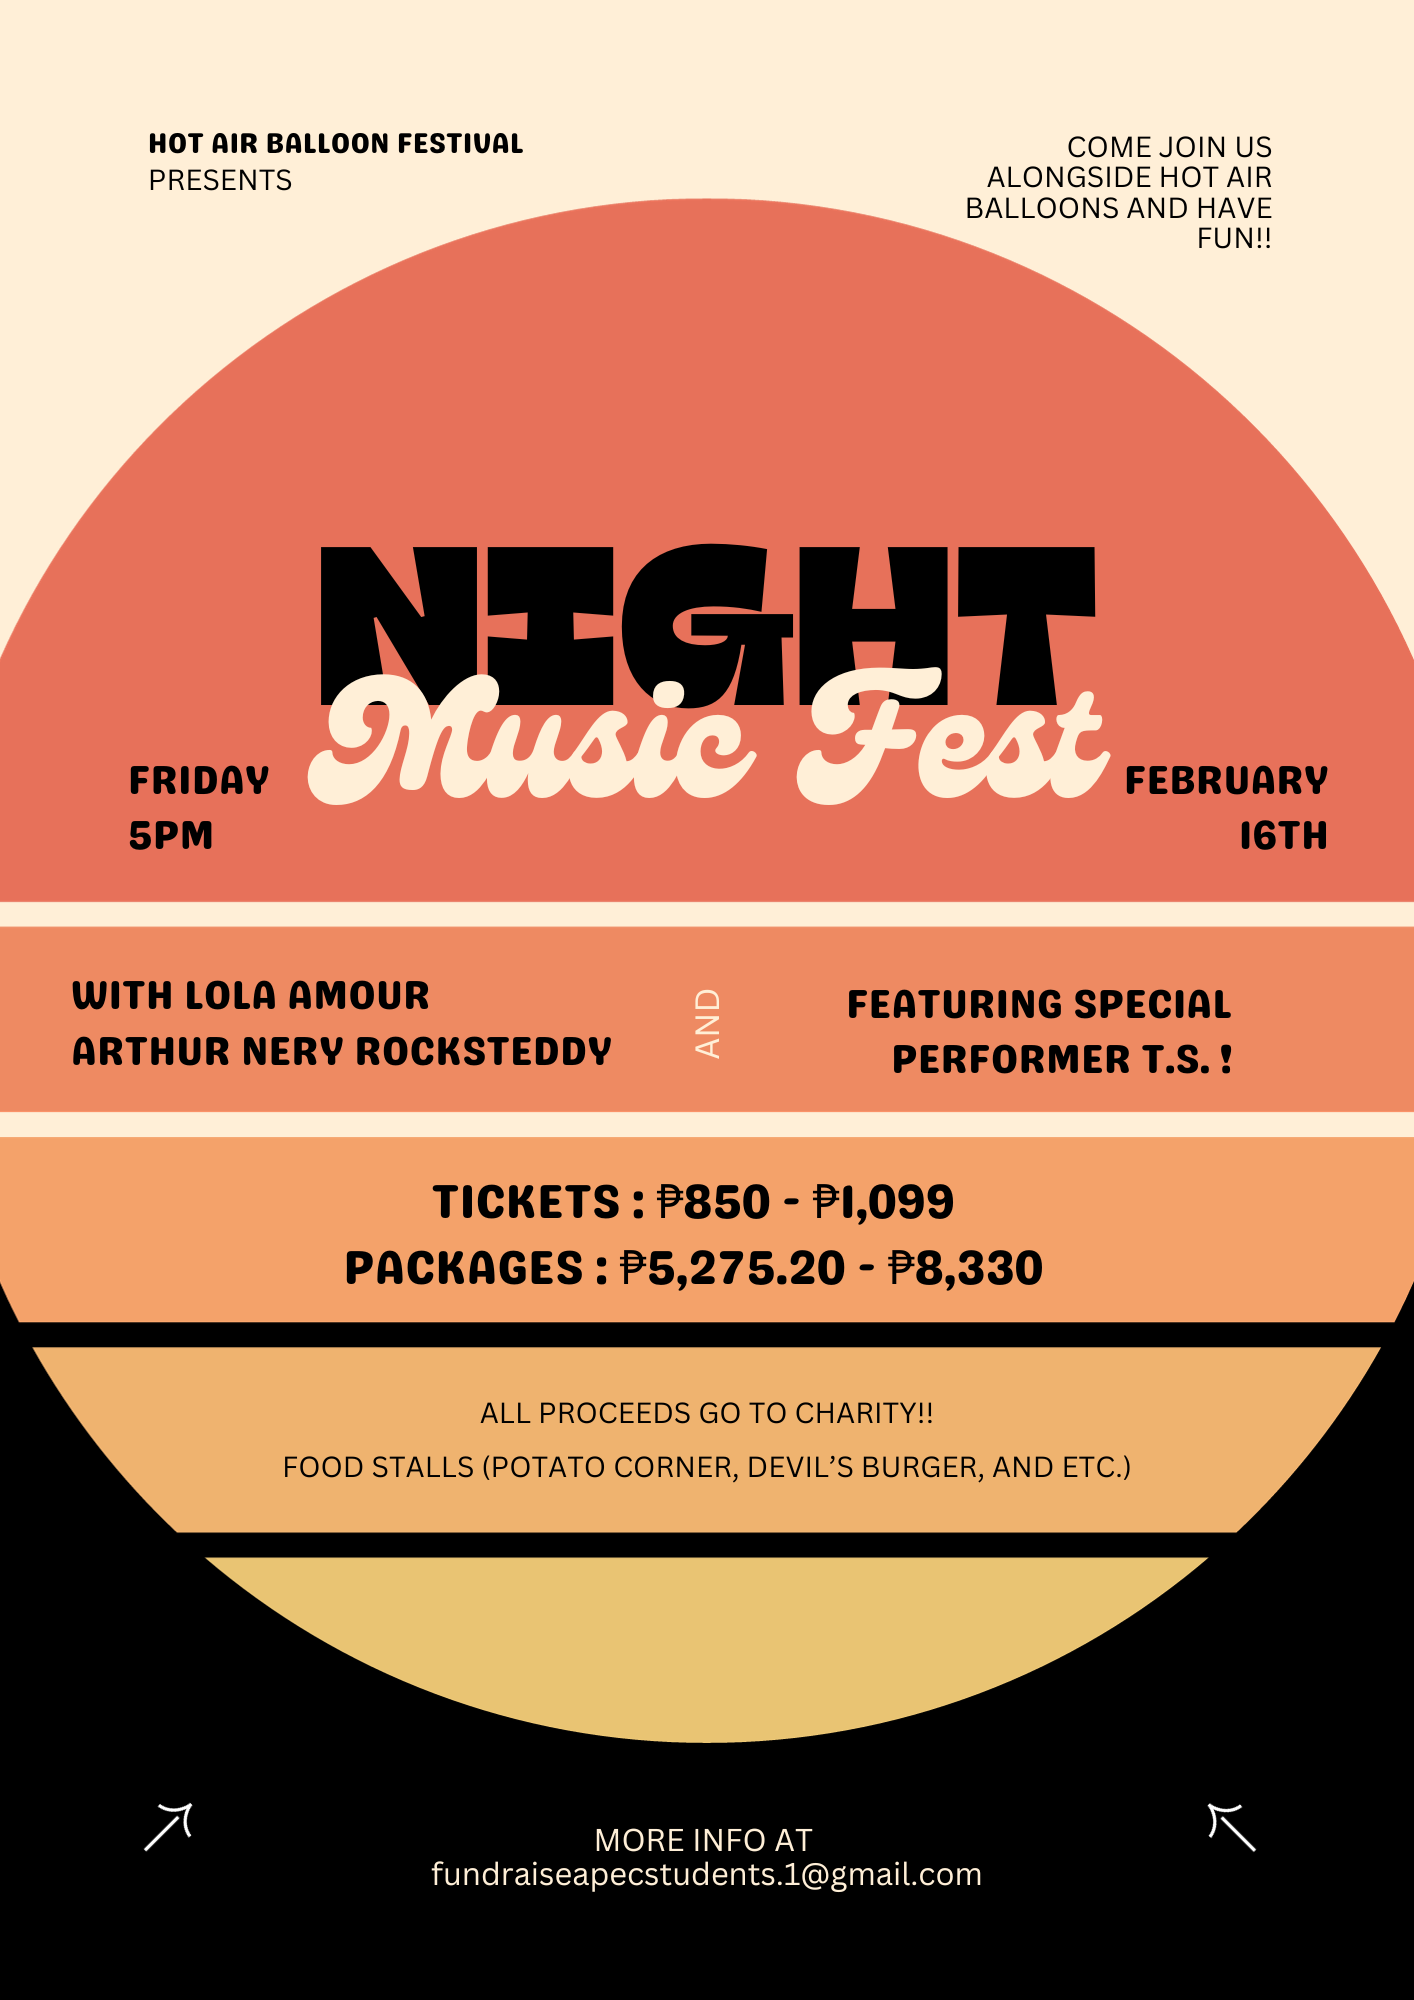 HOT AIR BALLOON FESTIVAL
PRESENTS
COME JOIN US
ALONGSIDE HOT AIR
BALLOONS AND HAVE
FUN!!
NIGHT
Music Fest
FRIDAY
5PM
FEBRUARY
16TH
WITH LOLA AMOUR
ARTHUR NERY ROCKSTEDDY
AND
FEATURING SPECIAL
PERFORMER T.S. !
TICKETS : ₱850 - ₱1,099
PACKAGES : ₱5,275.20 - ₱8,330
ALL PROCEEDS GO TO CHARITY!!
FOOD STALLS (POTATO CORNER, DEVIL’S BURGER, AND ETC.)
MORE INFO AT
fundraiseapecstudents.1@gmail.com